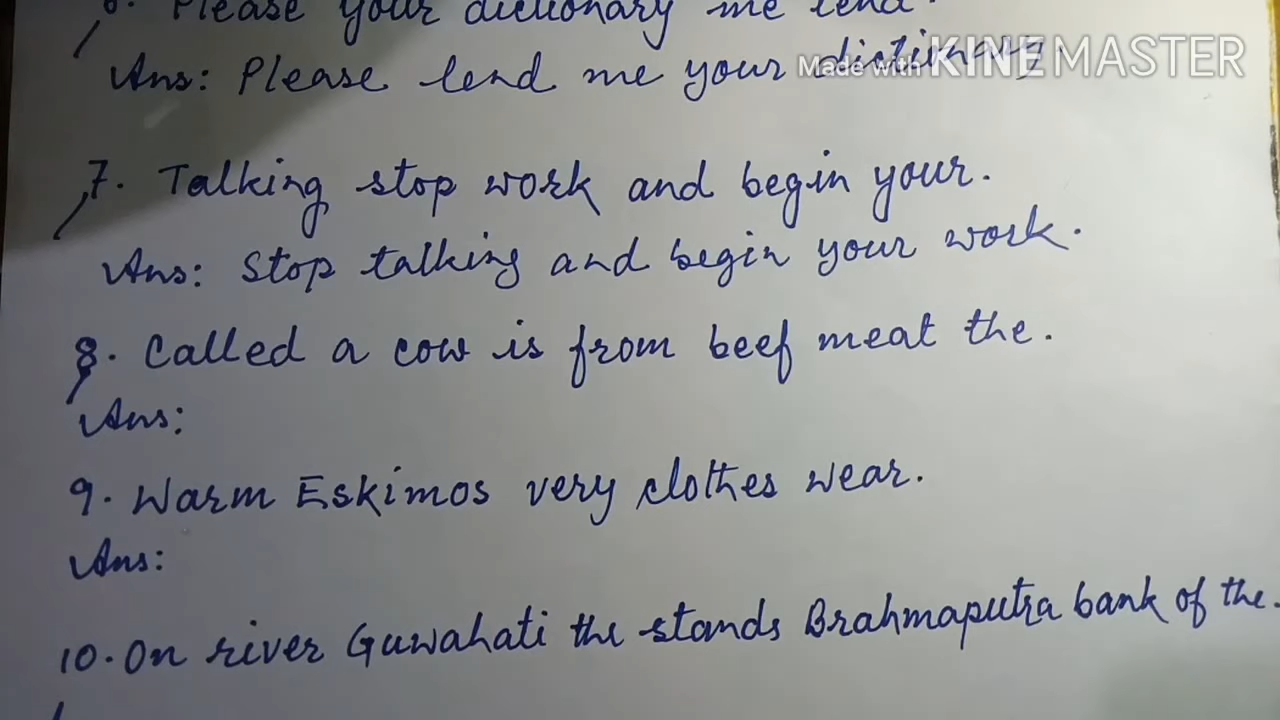 6. Please your dictionary me lend.
Ans: Please lend me your dictionary.
Made with KINEMASTER
7. Talking stop work and begin your.
Ans: Stop talking and begin your work.
8. Called a cow is from beef meat the.
Ans:
9. Warm Eskimos very clothes wear.
Ans:
10. On river Guwahati the stands Brahmaputra bank of the.